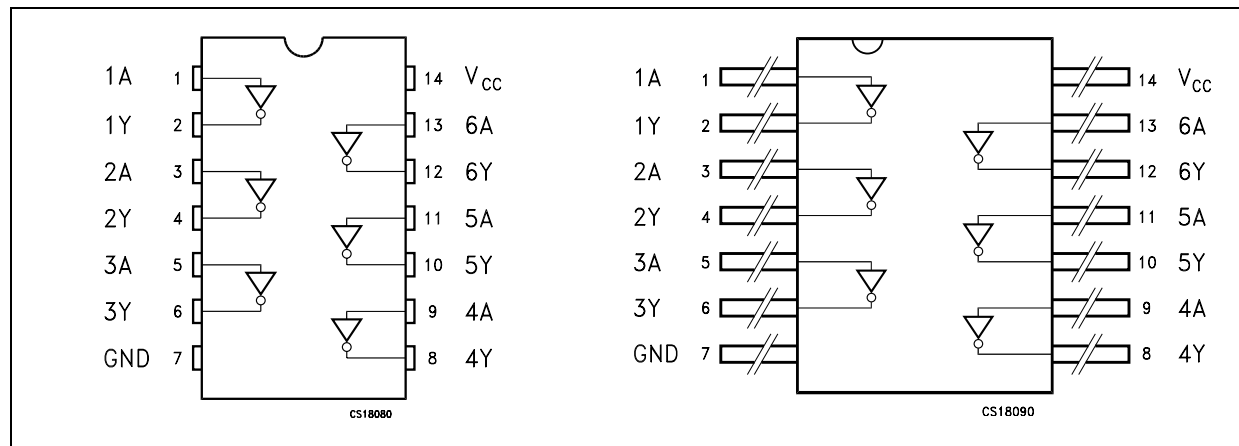 1A 1 14 VCC
1Y 2 13 6A
2A 3 12 6Y
2Y 4 11 5A
3A 5 10 5Y
3Y 6 9 4A
GND 7 8 4Y
CS18080
1A 1 14 VCC
1Y 2 13 6A
2A 3 12 6Y
2Y 4 11 5A
3A 5 10 5Y
3Y 6 9 4A
GND 7 8 4Y
CS18090